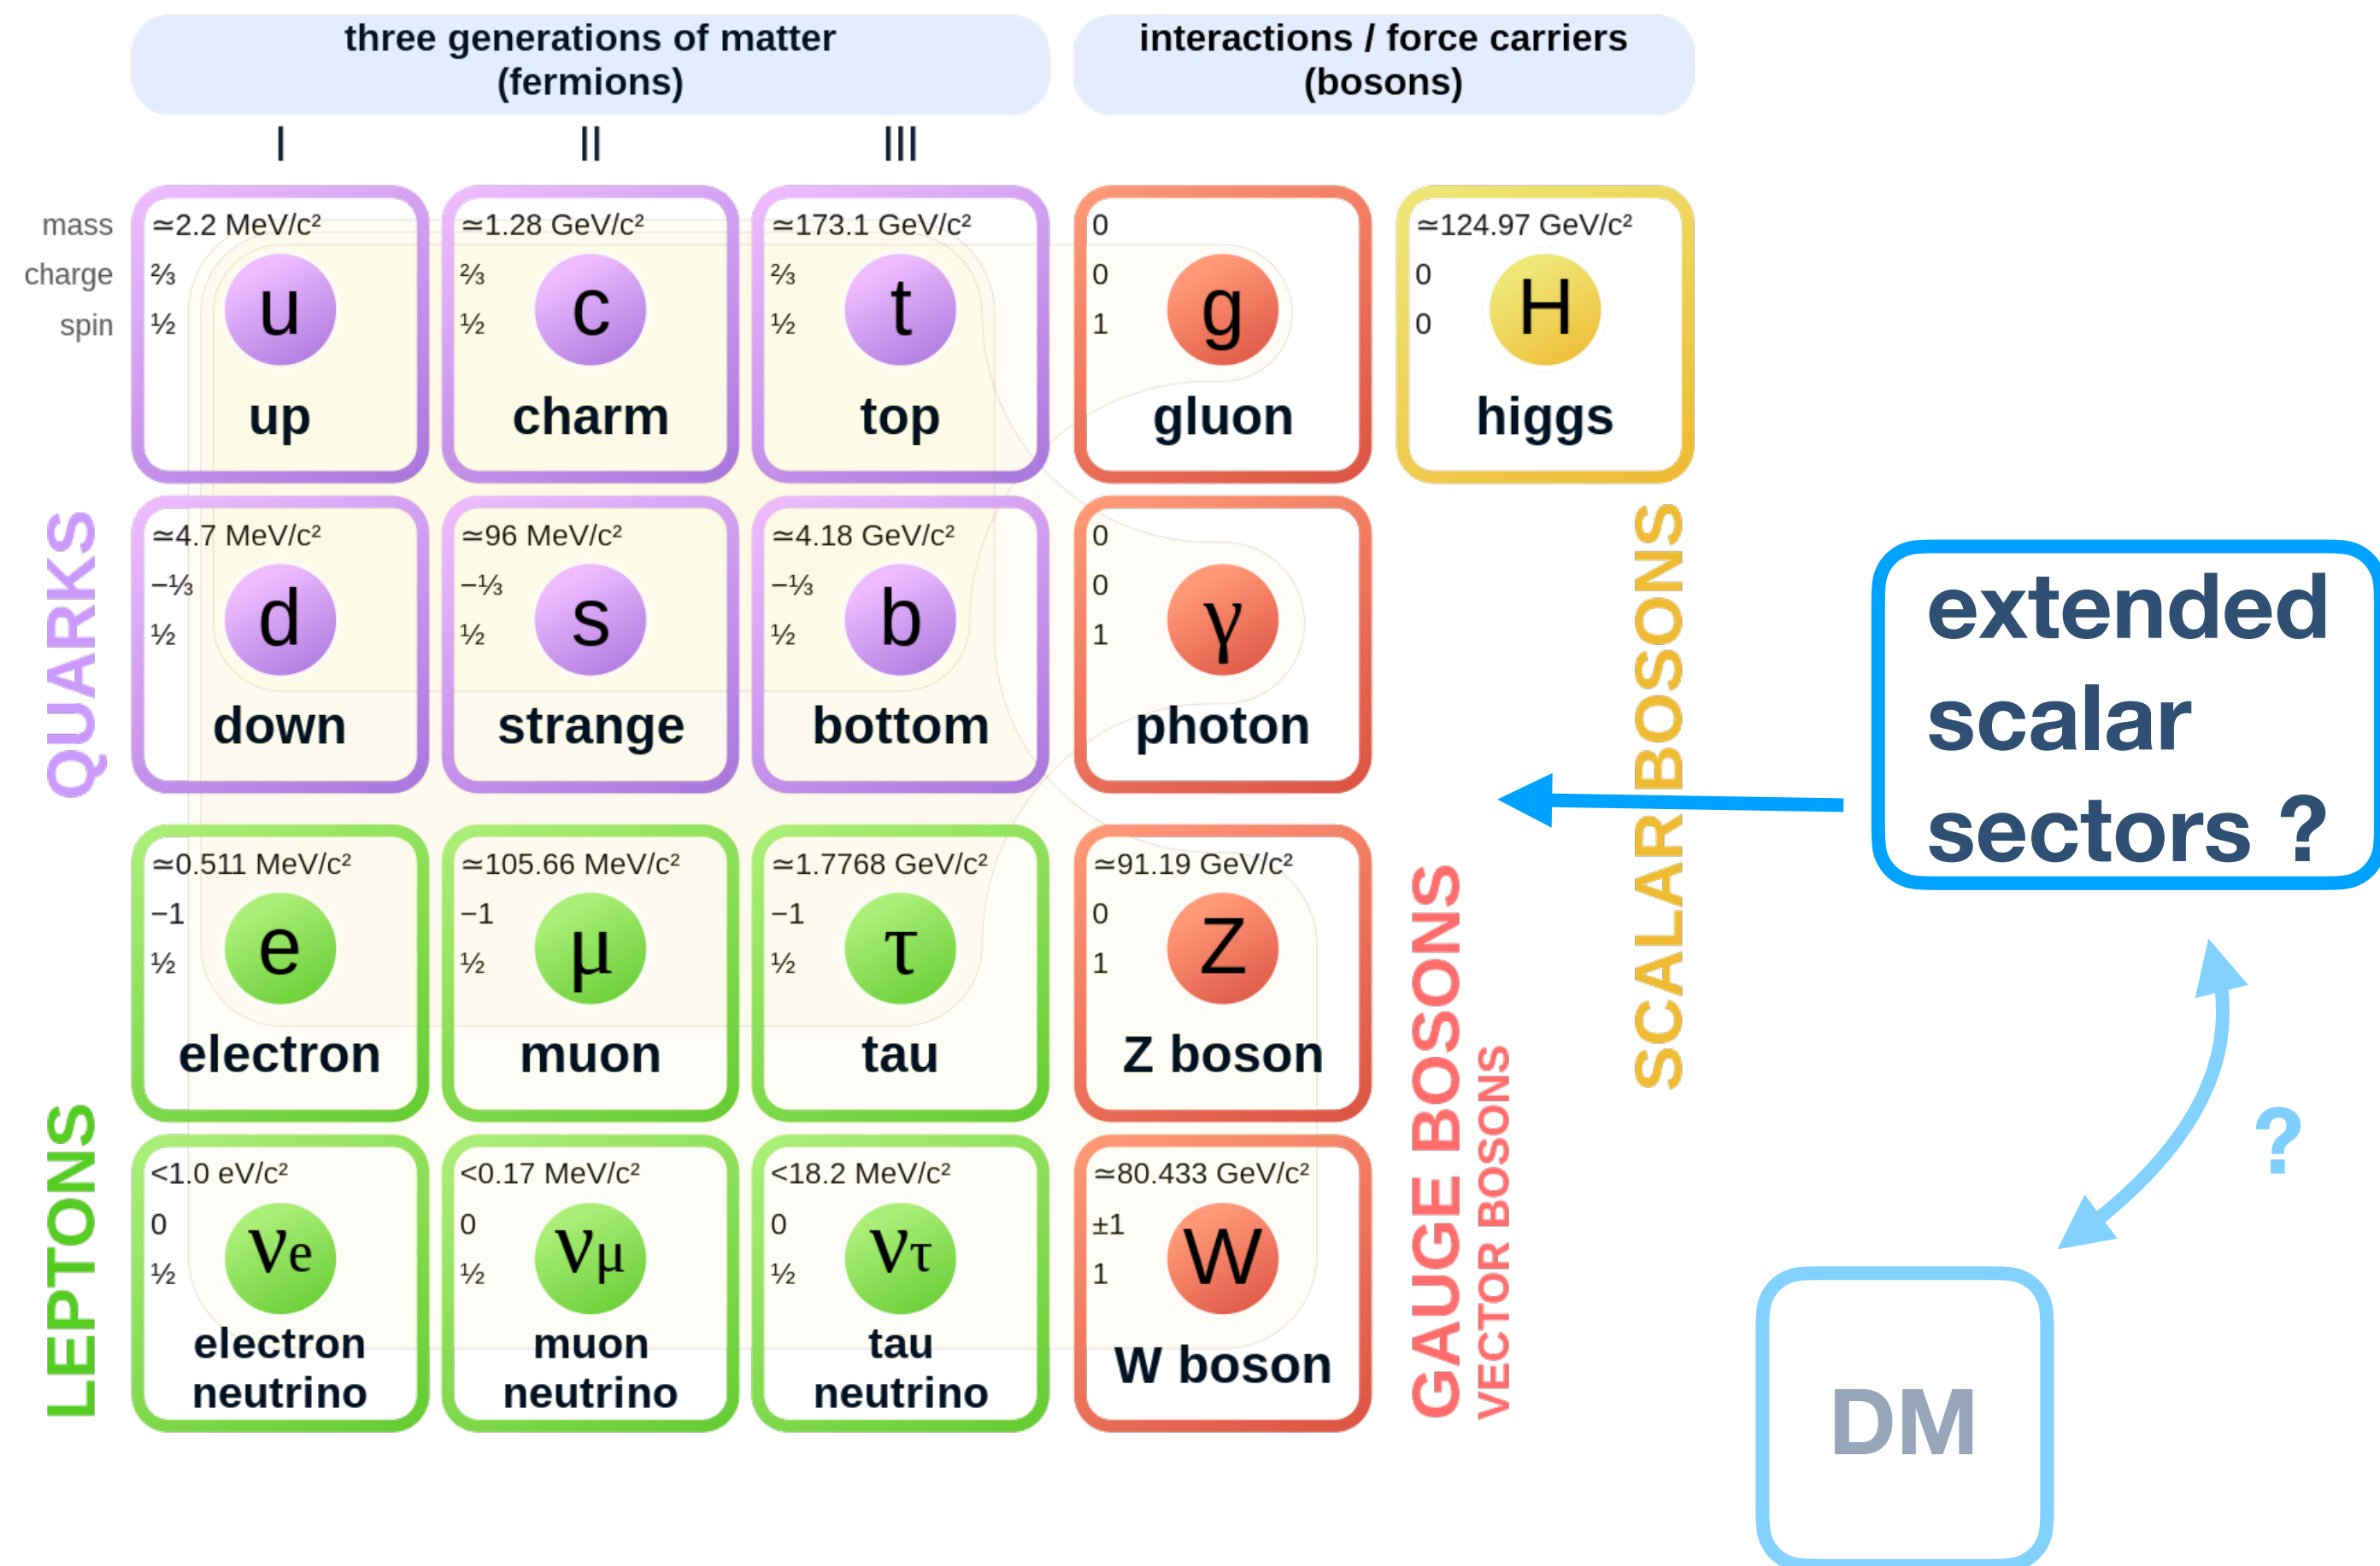 three generations of matter
(fermions)
interactions / force carriers
(bosons)
I
II
III
mass
charge
spin
≃2.2 MeV/c²
⅔
½
u
up
≃1.28 GeV/c²
⅔
½
c
charm
≃173.1 GeV/c²
⅔
½
t
top
0
0
1
g
gluon
≃124.97 GeV/c²
0
0
H
higgs
QUARKS
≃4.7 MeV/c²
−⅓
½
d
down
≃96 MeV/c²
−⅓
½
s
strange
≃4.18 GeV/c²
−⅓
½
b
bottom
0
0
1
γ
photon
SCALAR BOSONS
extended
scalar
sectors ?
LEPTONS
≃0.511 MeV/c²
−1
½
e
electron
≃105.66 MeV/c²
−1
½
μ
muon
≃1.7768 GeV/c²
−1
½
τ
tau
≃91.19 GeV/c²
0
1
Z
Z boson
GAUGE BOSONS
VECTOR BOSONS
<1.0 eV/c²
0
½
νe
electron
neutrino
<0.17 MeV/c²
0
½
νμ
muon
neutrino
<18.2 MeV/c²
0
½
ντ
tau
neutrino
≃80.433 GeV/c²
±1
1
W
W boson
?
DM